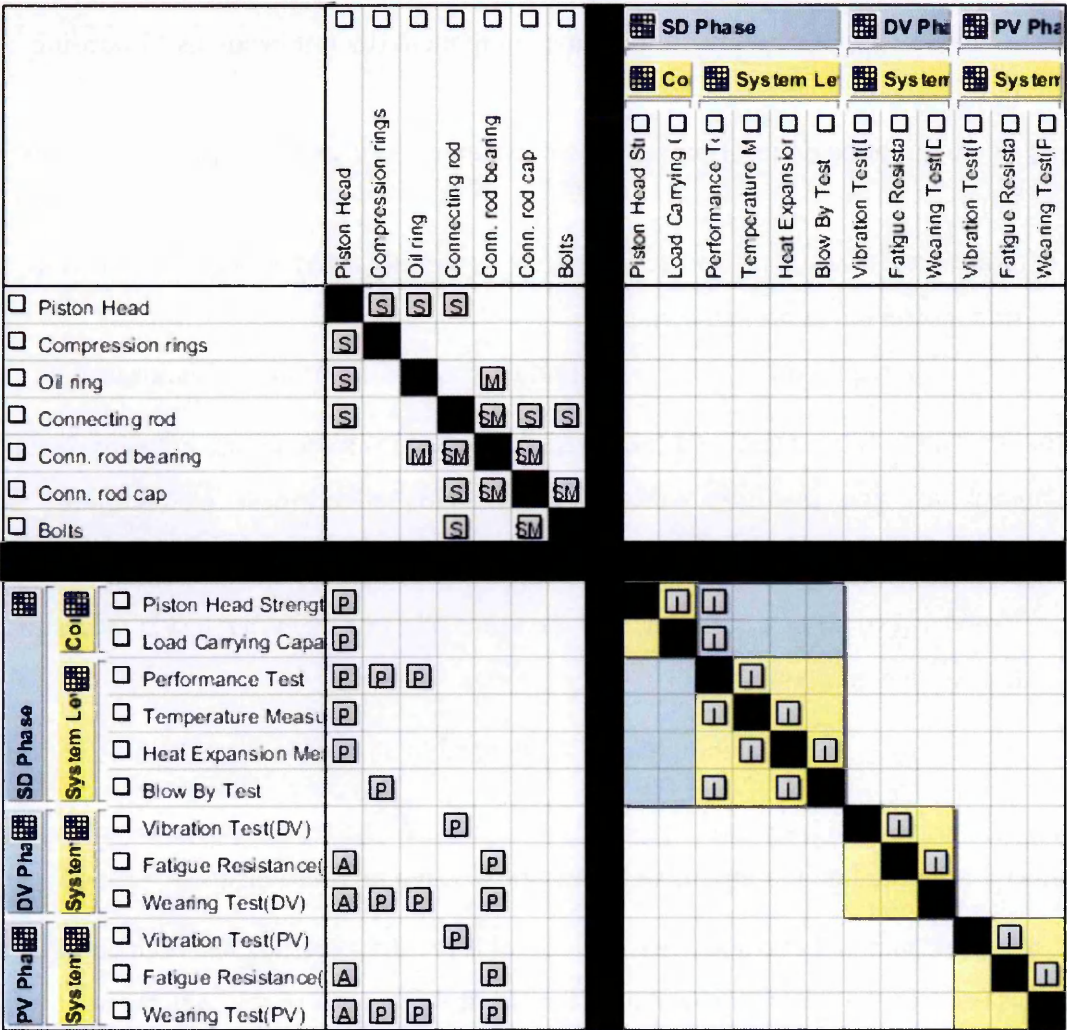 SD Phase DV Pha PV Pha
Co System Le System System
Piston Head
Compression rings
Oil ring
Connecting rod
Conn. rod bearing
Conn. rod cap
Bolts
Piston Head Str
Load Carrying
Performance Te
Temperature M
Heat Expansion
Blow By Test
Vibration Test(
Fatigue Resista
Wearing Test(D
Vibration Test(
Fatigue Resista
Wearing Test(P
Piston Head S S S
Compression rings S
Oil ring S M
Connecting rod S SM S S
Conn. rod bearing M SM SM
Conn. rod cap S SM SM
Bolts S SM
SD Phase
Co
Piston Head Strengt P I I
Load Carrying Capa P I
System Le
Performance Test P P P I
Temperature Measu P I I
Heat Expansion Me P I I
Blow By Test P I I
DV Pha
System
Vibration Test(DV) P I
Fatigue Resistance( A P I
Wearing Test(DV) A P P P
PV Pha
System
Vibration Test(PV) P I
Fatigue Resistance( A P I
Wearing Test(PV) A P P P